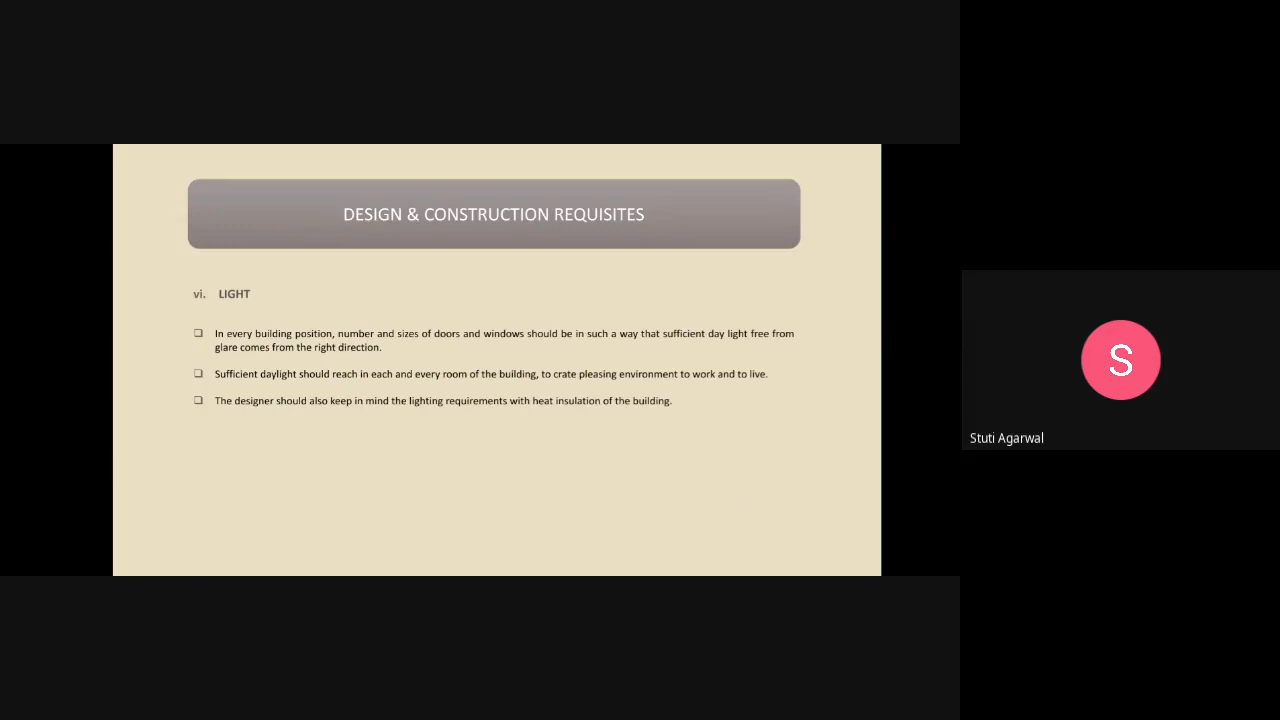 DESIGN & CONSTRUCTION REQUISITES
vi. LIGHT
❑ In every building position, number and sizes of doors and windows should be in such a way that sufficient day light free from
glare comes from the right direction.
❑ Sufficient daylight should reach in each and every room of the building, to crate pleasing environment to work and to live.
❑ The designer should also keep in mind the lighting requirements with heat insulation of the building.
S
Stuti Agarwal